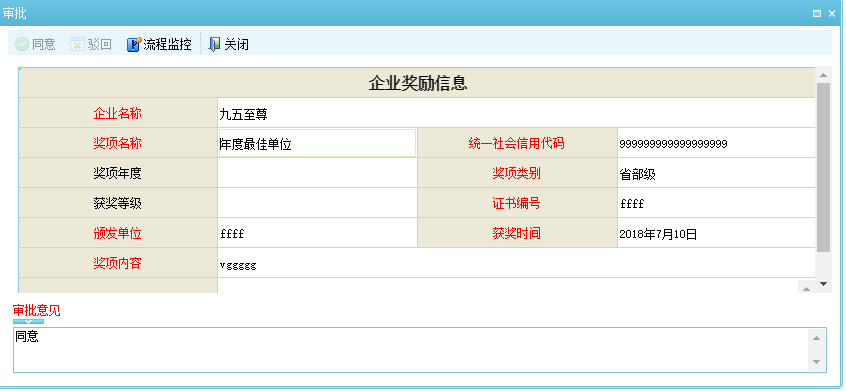 审批
同意 驳回 流程监控 关闭
企业奖励信息
企业名称 九五至尊
奖项名称 年度最佳单位 统一社会信用代码 999999999999999999
奖项年度 奖项类别 省部级
获奖等级 证书编号 ffff
颁发单位 ffff 获奖时间 2018年7月10日
奖项内容 vggggg
审批意见
同意